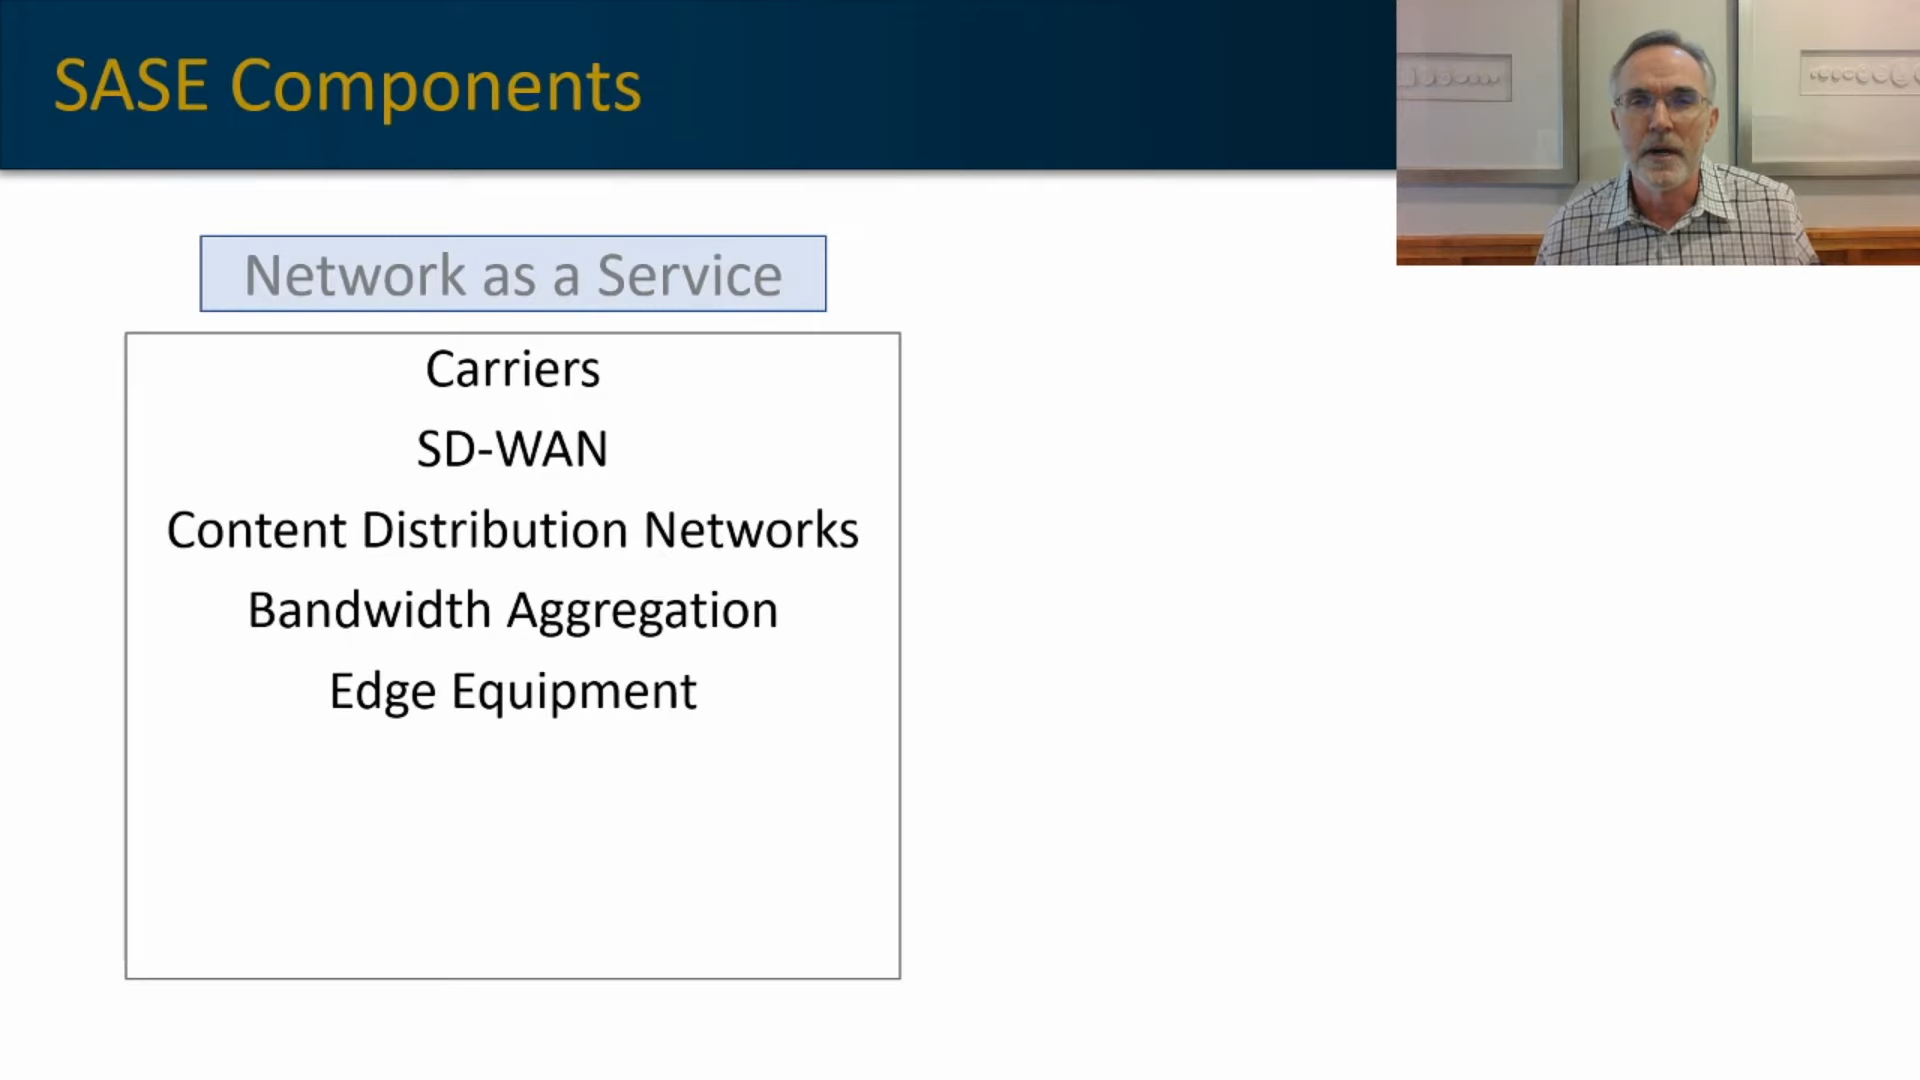 SASE Components
Network as a Service
Carriers
SD-WAN
Content Distribution Networks
Bandwidth Aggregation
Edge Equipment